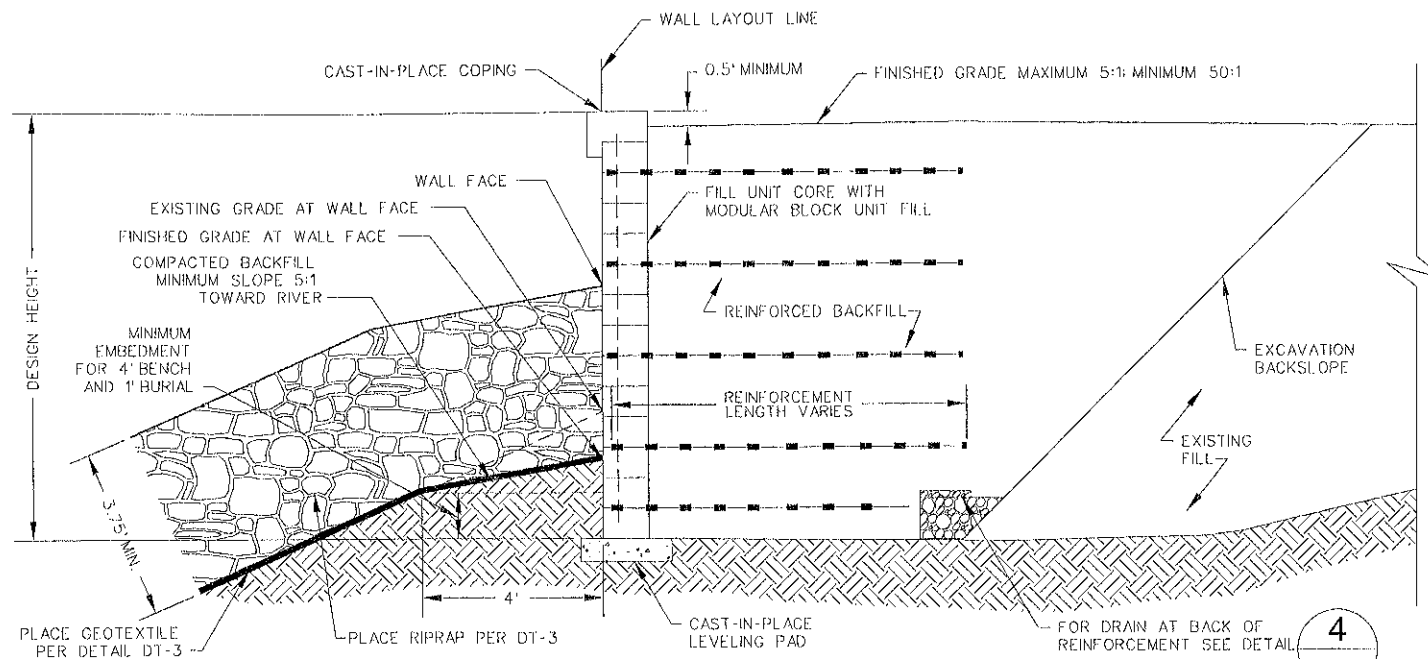 WALL LAYOUT LINE
CAST-IN-PLACE COPING
0.5' MINIMUM
FINISHED GRADE MAXIMUM 5:1; MINIMUM 50:1
WALL FACE
EXISTING GRADE AT WALL FACE
FINISHED GRADE AT WALL FACE
COMPACTED BACKFILL
MINIMUM SLOPE 5:1
TOWARD RIVER
MINIMUM
EMBEDMENT
FOR 4' BENCH
AND 1' BURIAL
DESIGN HEIGHT
FILL UNIT CORE WITH
MODULAR BLOCK UNIT FILL
REINFORCED BACKFILL
REINFORCEMENT
LENGTH VARIES
EXCAVATION
BACKSLOPE
EXISTING
FILL
3.75' MIN.
4'
PLACE GEOTEXTILE
PER DETAIL DT-3
PLACE RIPRAP PER DT-3
CAST-IN-PLACE
LEVELING PAD
FOR DRAIN AT BACK OF
REINFORCEMENT SEE DETAIL
4